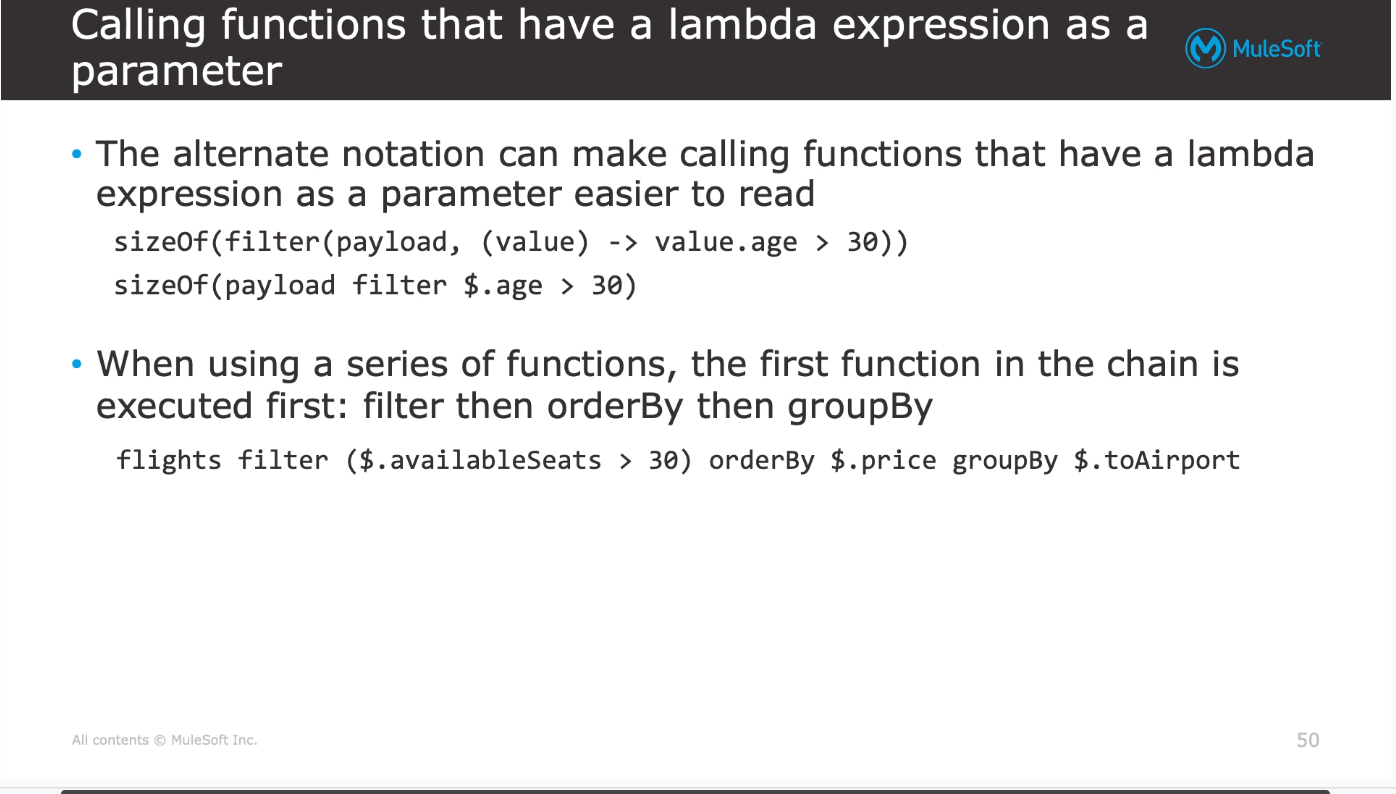 Calling functions that have a lambda expression as a
parameter
MuleSoft
• The alternate notation can make calling functions that have a lambda
expression as a parameter easier to read
sizeOf(filter(payload, (value) -> value.age > 30))
sizeOf(payload filter $.age > 30)
• When using a series of functions, the first function in the chain is
executed first: filter then orderBy then groupBy
flights filter ($.availableSeats > 30) orderBy $.price groupBy $.toAirport
All contents © MuleSoft Inc.
50